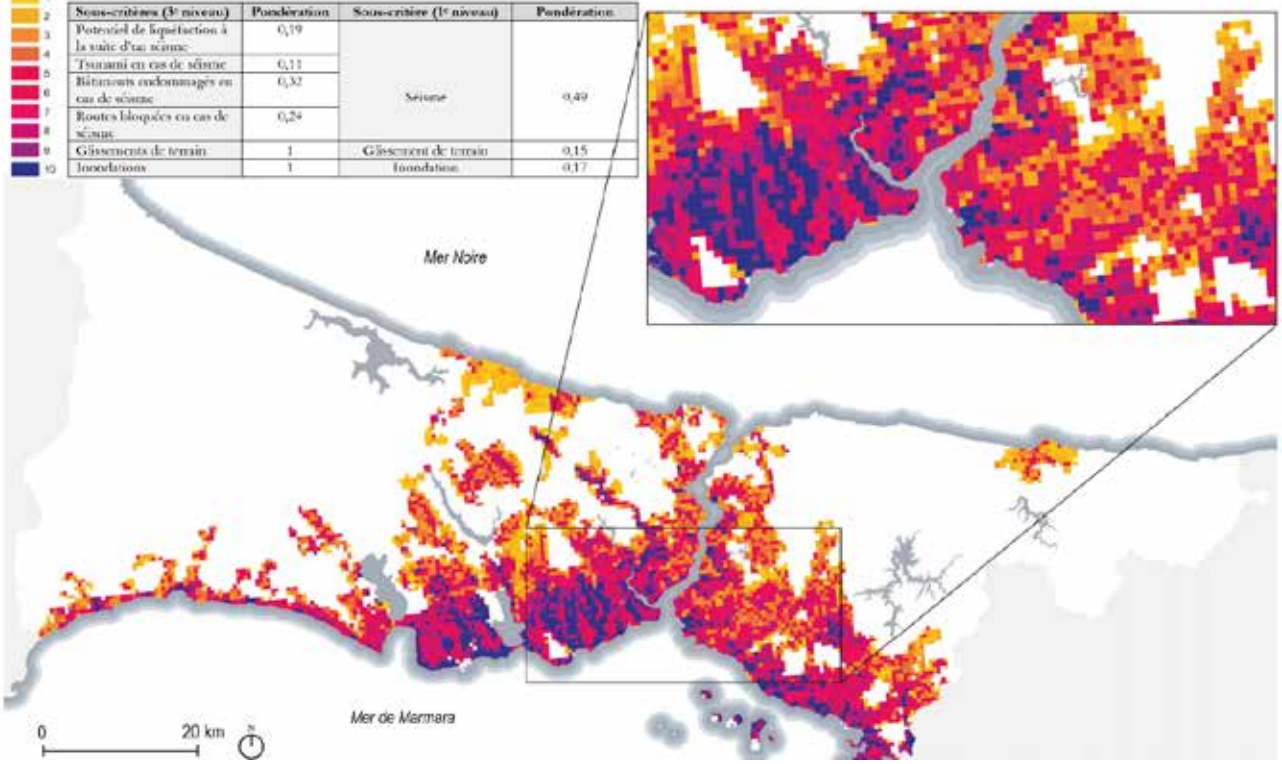 2
3
4
5
6
7
8
9
10
Sous-critères (3e niveau) Pondération Sous-critère (1e niveau) Pondération
Potentiel de liquéfaction à 0,19
la suite d'un séisme
Tsunami en cas de séisme 0,11
Bâtiments endommagés en 0,32
cas de séisme
Séisme 0,49
Routes bloquées en cas de 0,24
séisme
Glissements de terrain 1 Glissement de terrain 0,15
Inondations 1 Inondation 0,17
Mer Noire
Mer de Marmara
0 20 km N